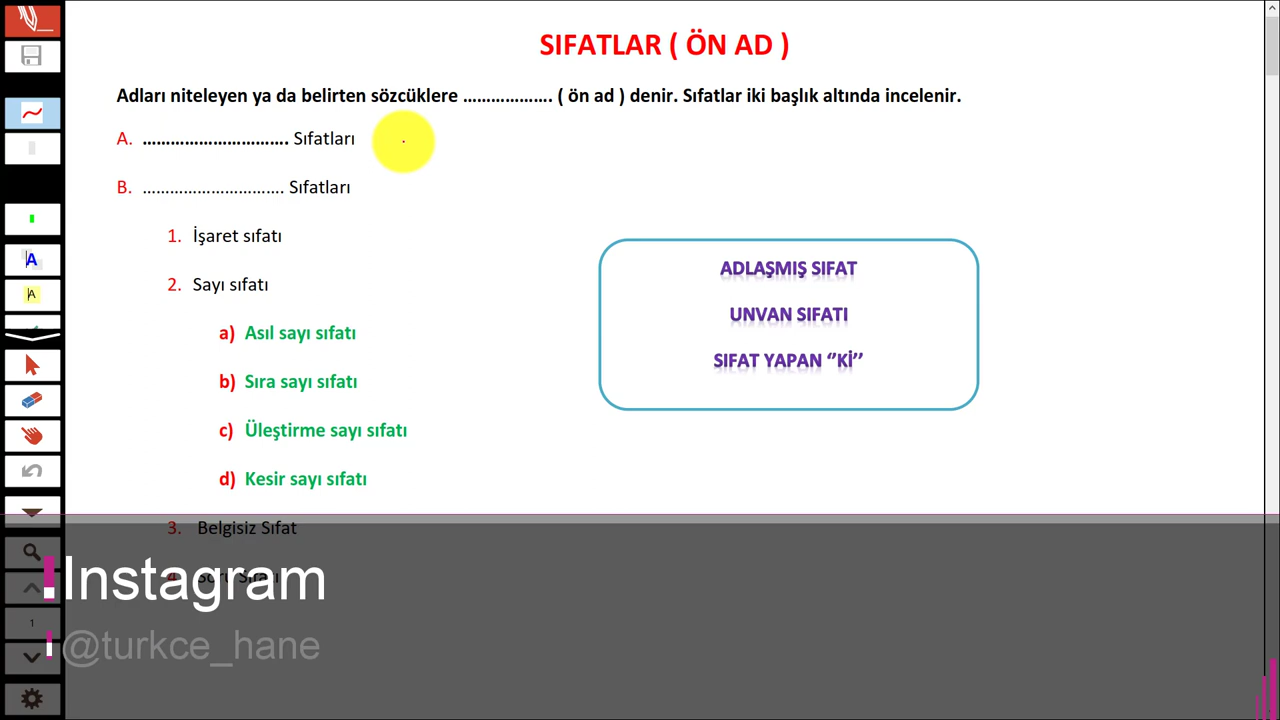 SIFATLAR ( ÖN AD )
Adları niteleyen ya da belirten sözcüklere ………………. ( ön ad ) denir. Sıfatlar iki başlık altında incelenir.
A. …………………………. Sıfatları
B. …………………………. Sıfatları
1. İşaret sıfatı
2. Sayı sıfatı
a) Asıl sayı sıfatı
b) Sıra sayı sıfatı
c) Üleştirme sayı sıfatı
d) Kesir sayı sıfatı
3. Belgisiz Sıfat
ADLAŞMIŞ SIFAT
UNVAN SIFATI
SIFAT YAPAN ‘’Kİ’’
Instagram
@turkce_hane
A
A
1